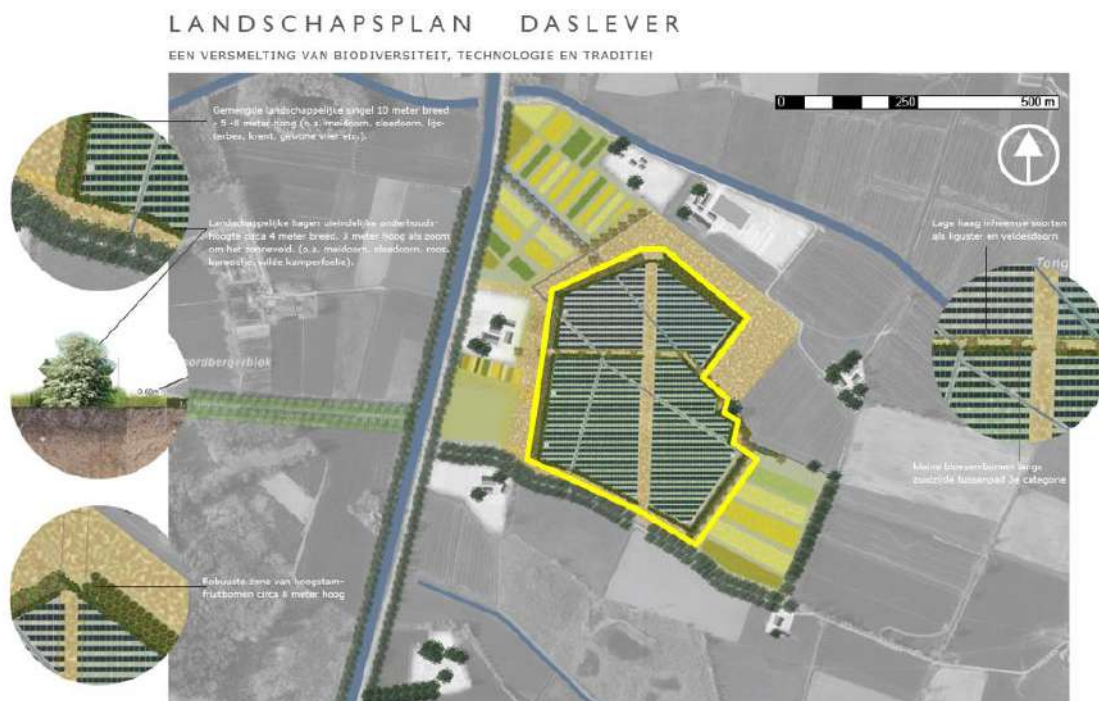 LANDSCHAPSPLAN DASLEVER
EEN VERSMELTING VAN BIODIVERSITEIT, TECHNOLOGIE EN TRADITIE!
0 250 500 m
Gemengde landschappelijke singel 10 meter breed
5 -8 meter hoog (o.a. meidoorn, sleedoorn, lijs-
terbes, krent, gewone vlier etc.).
Landschappelijke hagen uiteindelijke onderhouds-
hoogte circa 4 meter breed, 3 meter hoog als zoom
om het zonneveld. (o.a. meidoorn, sleedoorn, roos,
wilde kamperfoelie).
Lage haag inheemse soorten
als liguster en veldesdoorn
Tong
noordbergerblok
0.60m
kleine bloesembomen langs
zuidzijde tussenpad 3e categorie
Robuuste zone van hoogstam-
fruitbomen circa 8 meter hoog